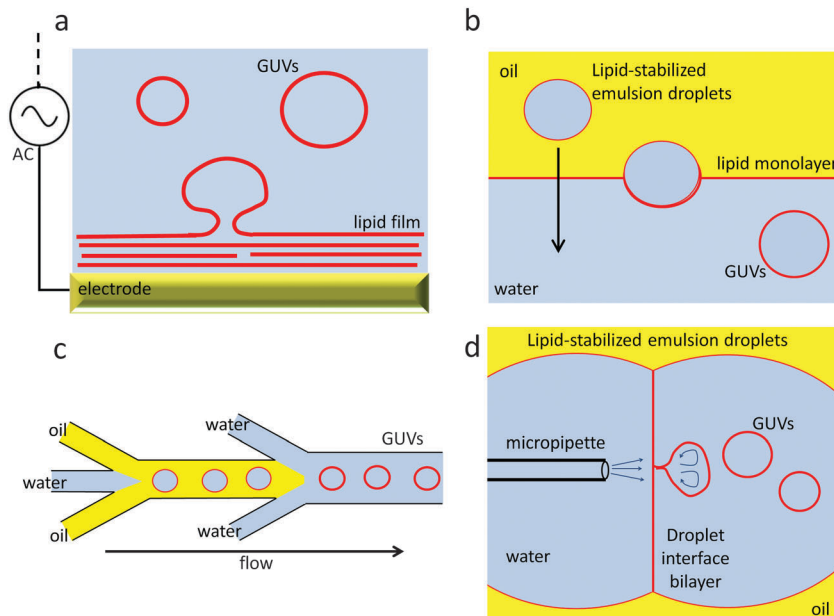 a
GUVs
AC
lipid film
electrode
b
oil
Lipid-stabilized
emulsion droplets
lipid monolayer
GUVs
water
c
oil
water
GUVs
water
oil
water
flow
d
Lipid-stabilized emulsion droplets
GUVs
micropipette
Droplet
interface
bilayer
water
oil